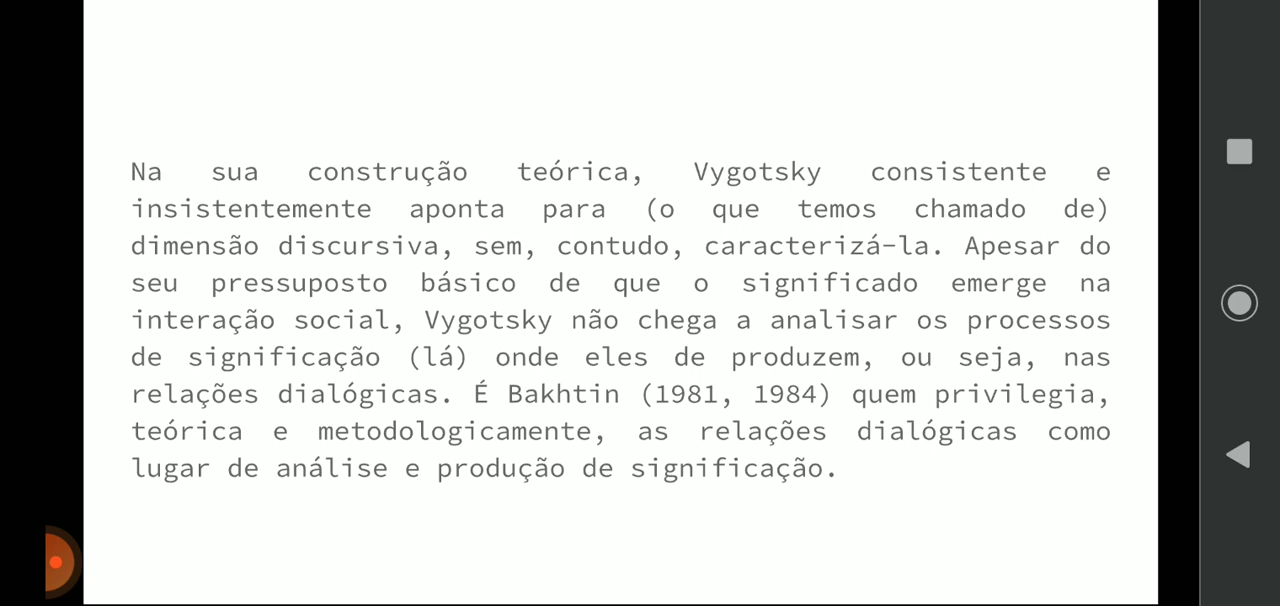 Na sua construção teórica, Vygotsky consistente e
insistentemente aponta para (o que temos chamado de)
dimensão discursiva, sem, contudo, caracterizá-la. Apesar do
seu pressuposto básico de que o significado emerge na
interação social, Vygotsky não chega a analisar os processos
de significação (lá) onde eles de produzem, ou seja, nas
relações dialógicas. É Bakhtin (1981, 1984) quem privilegia,
teórica e metodologicamente, as relações dialógicas como
lugar de análise e produção de significação.